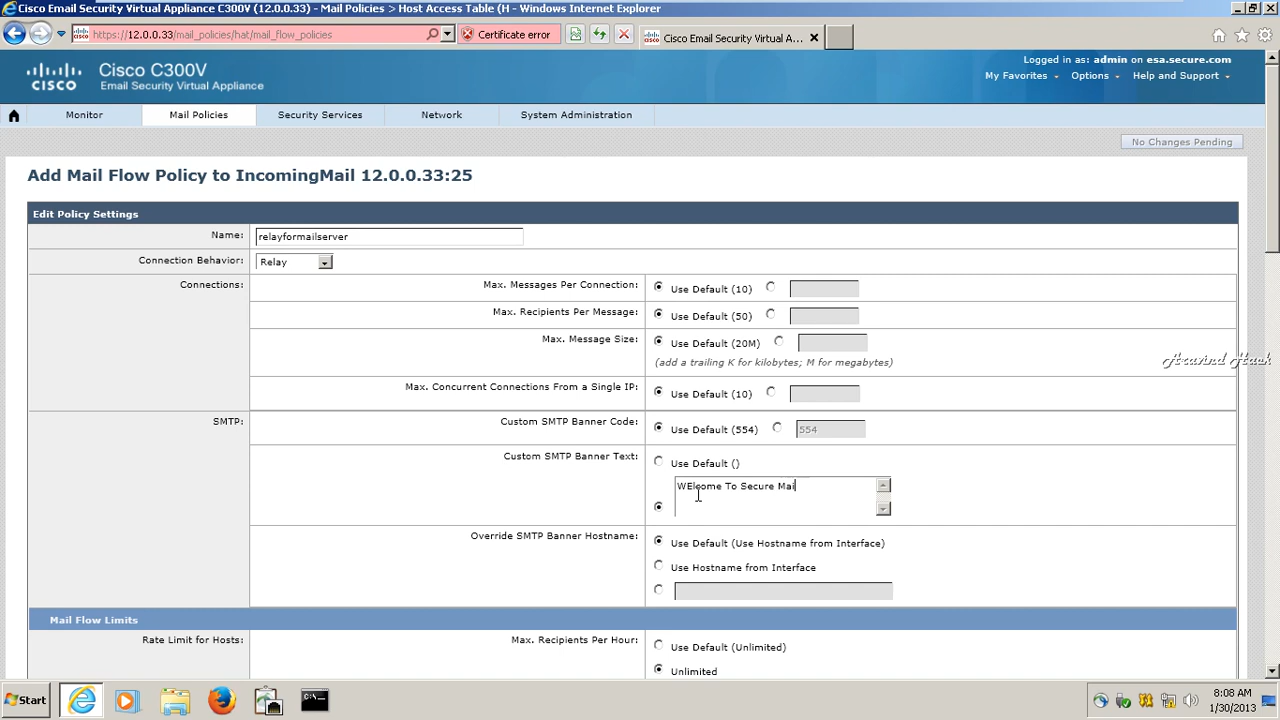 Cisco Email Security Virtual Appliance C300V (12.0.0.33) - Mail Policies > Host Access Table (H - Windows Internet Explorer
https://12.0.0.33/mail_policies/hat/mail_flow_policies
Certificate error
Cisco Email Security Virtual A...
CISCO
Cisco C300V
Email Security Virtual Appliance
Logged in as: admin on esa.secure.com
My Favorites Options Help and Support
Monitor Mail Policies Security Services Network System Administration
No Changes Pending
Add Mail Flow Policy to IncomingMail 12.0.0.33:25
Edit Policy Settings
Name: relayformailserver
Connection Behavior: Relay
Connections: Max. Messages Per Connection: Use Default (10)
Max. Recipients Per Message: Use Default (50)
Max. Message Size: Use Default (20M)
(add a trailing K for kilobytes; M for megabytes)
Max. Concurrent Connections From a Single IP: Use Default (10)
SMTP: Custom SMTP Banner Code: Use Default (554) 554
Custom SMTP Banner Text: Use Default ()
WElcome To Secure Mai
Override SMTP Banner Hostname: Use Default (Use Hostname from Interface)
Use Hostname from Interface
Mail Flow Limits
Rate Limit for Hosts: Max. Recipients Per Hour: Use Default (Unlimited)
Unlimited
Start
8:08 AM
1/30/2013